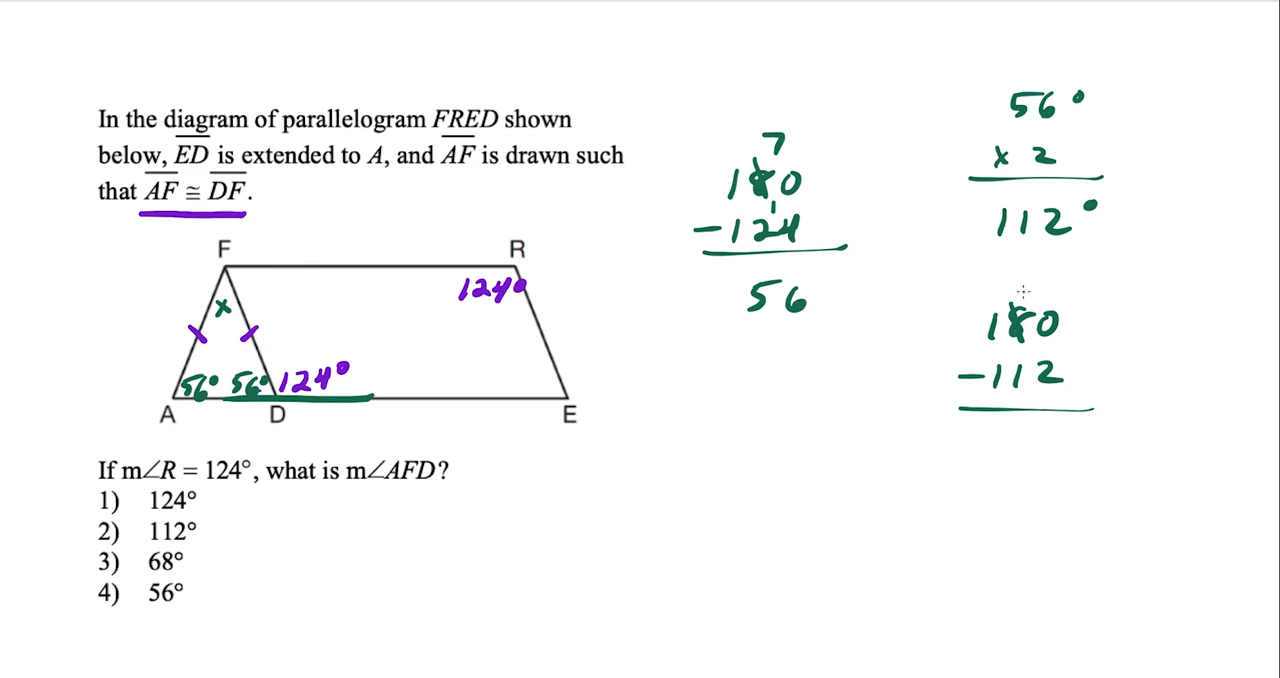 In the diagram of parallelogram FRED shown
below, ED is extended to A, and AF is drawn such
that AF ≅ DF.
F
R
124°
x
56° 56° 124°
A
D
E
If m∠R = 124°, what is m∠AFD?
1) 124°
2) 112°
3) 68°
4) 56°
7
180
1
-124
56
56°
x 2
112°
180
-112